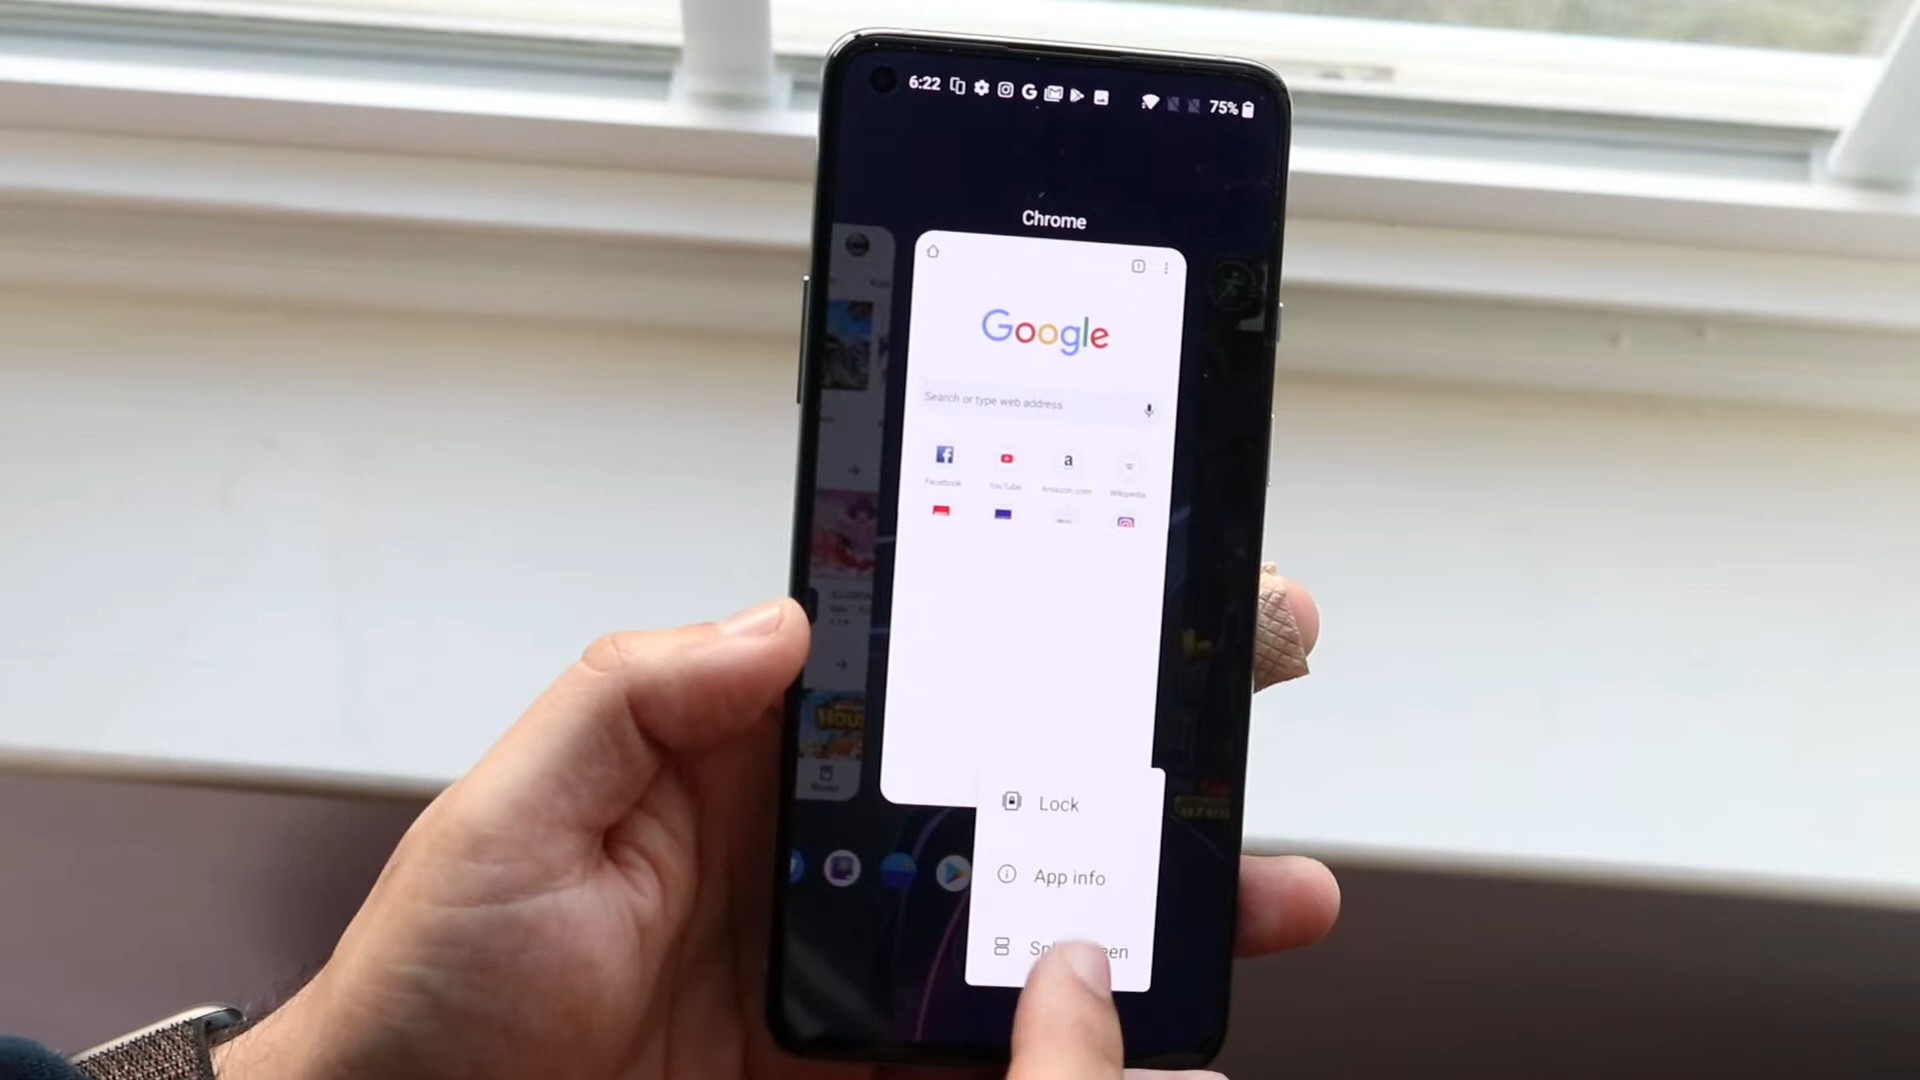 6:22
75%
Chrome
Google
Search or type web address
Facebook
YouTube
Amazon.com
Wikipedia
Lock
App info